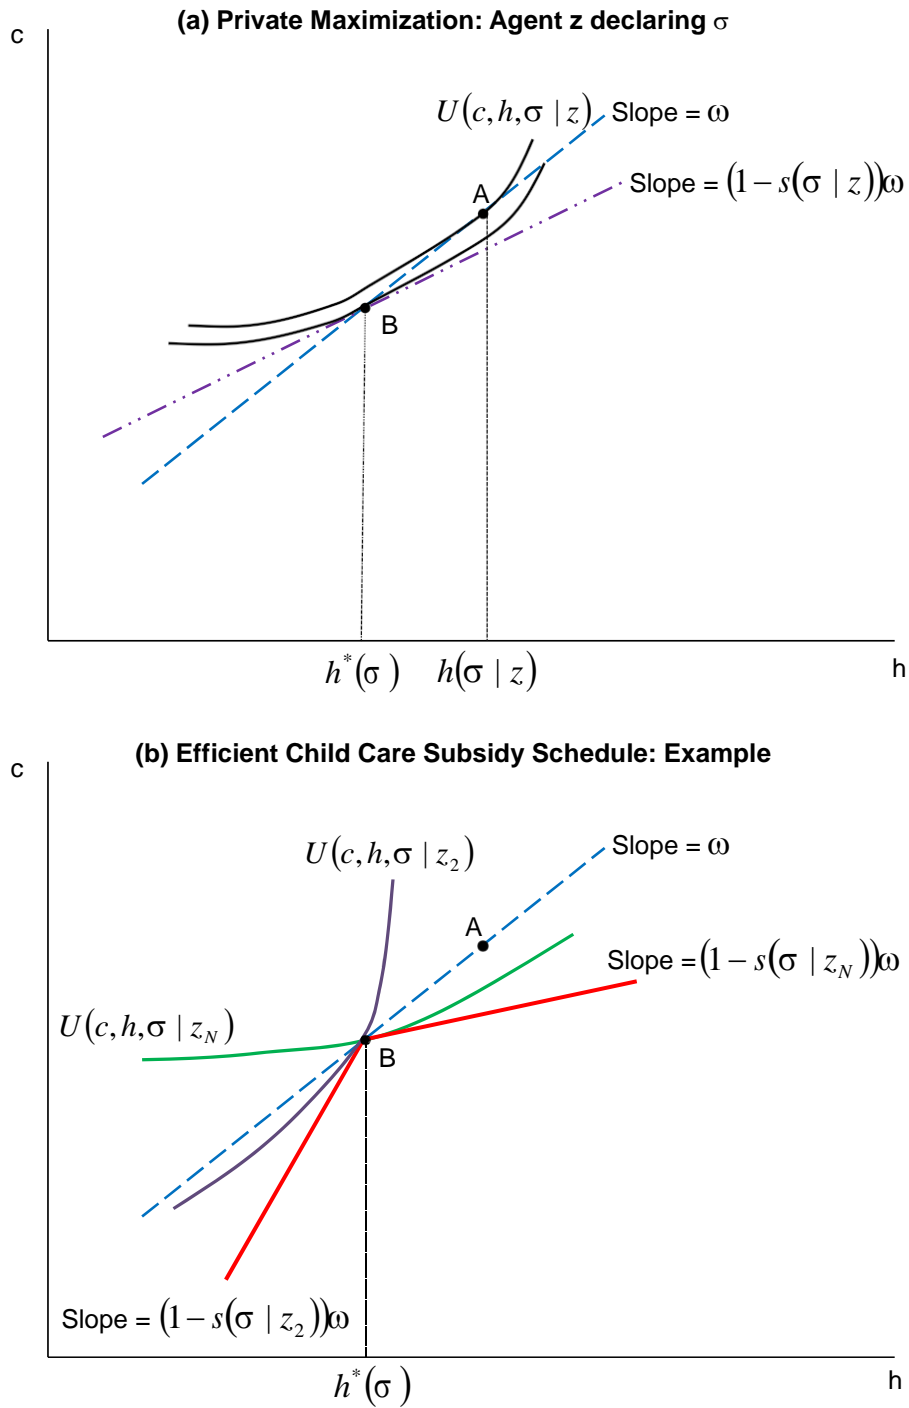 (a) Private Maximization: Agent z declaring σ
c
U(c, h, σ | z)
Slope = ω
A
Slope = (1 − s(σ | z))ω
B
h*(σ)
h(σ | z)
h
(b) Efficient Child Care Subsidy Schedule: Example
c
U(c, h, σ | z₂)
Slope = ω
A
Slope = (1 − s(σ | z_N))ω
U(c, h, σ | z_N)
B
Slope = (1 − s(σ | z₂))ω
h*(σ)
h